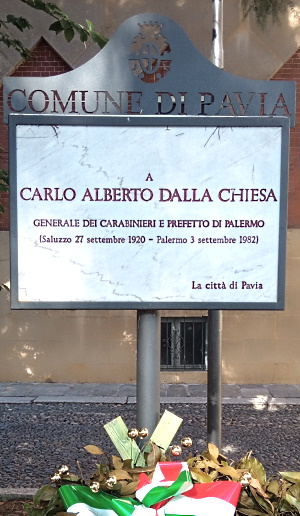 COMUNE DI PAVIA
A
CARLO ALBERTO DALLA CHIESA
GENERALE DEI CARABINIERI E PREFETTO DI PALERMO
(Saluzzo 27 settembre 1920 - Palermo 3 settembre 1982)
La città di Pavia